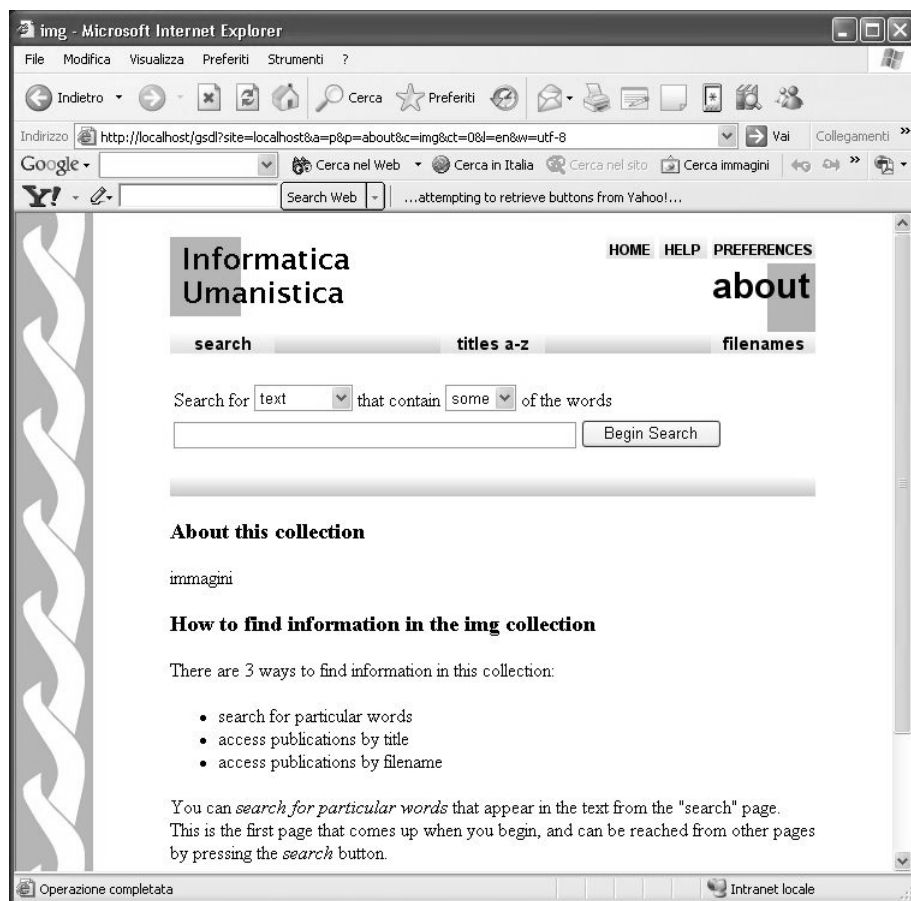 img - Microsoft Internet Explorer
File Modifica Visualizza Preferiti Strumenti ?
Indietro Cerca Preferiti
Indirizzo http://localhost/gsdl?site=localhost&a=p&p=about&c=img&ct=0&l=en&w=utf-8 Vai Collegamenti »
Google Cerca nel Web Cerca in Italia Cerca nel sito Cerca immagini »
Y! Search Web ...attempting to retrieve buttons from Yahoo!...
HOME HELP PREFERENCES
Informatica
Umanistica
about
search titles a-z filenames
Search for text that contain some of the words
Begin Search
About this collection
immagini
How to find information in the img collection
There are 3 ways to find information in this collection:
• search for particular words
• access publications by title
• access publications by filename
You can search for particular words that appear in the text from the "search" page.
This is the first page that comes up when you begin, and can be reached from other pages
by pressing the search button.
Operazione completata Intranet locale